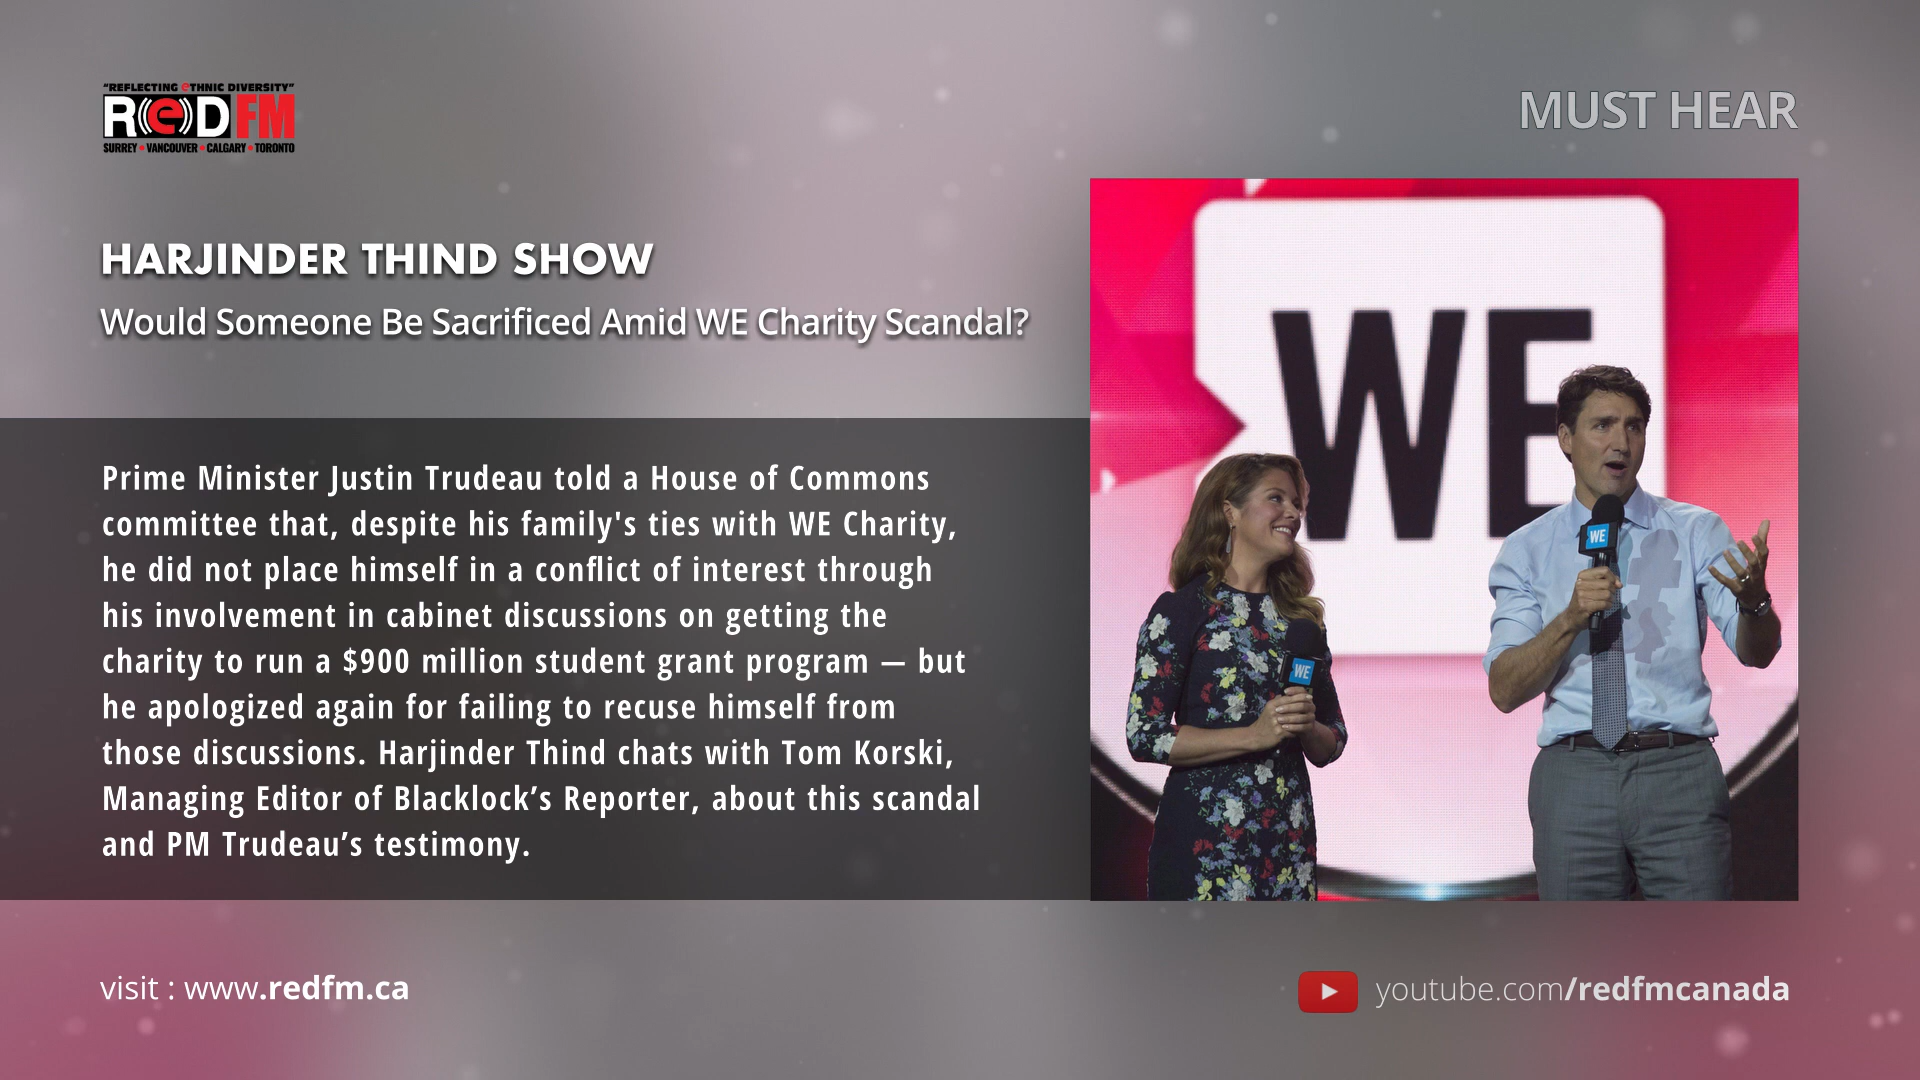 "REFLECTING eTHNIC DIVERSITY"
ReD FM
SURREY • VANCOUVER • CALGARY • TORONTO
MUST HEAR
HARJINDER THIND SHOW
Would Someone Be Sacrificed Amid WE Charity Scandal?
Prime Minister Justin Trudeau told a House of Commons
committee that, despite his family's ties with WE Charity,
he did not place himself in a conflict of interest through
his involvement in cabinet discussions on getting the
charity to run a $900 million student grant program — but
he apologized again for failing to recuse himself from
those discussions. Harjinder Thind chats with Tom Korski,
Managing Editor of Blacklock’s Reporter, about this scandal
and PM Trudeau’s testimony.
WE
WE
WE
visit : www.redfm.ca
youtube.com/redfmcanada